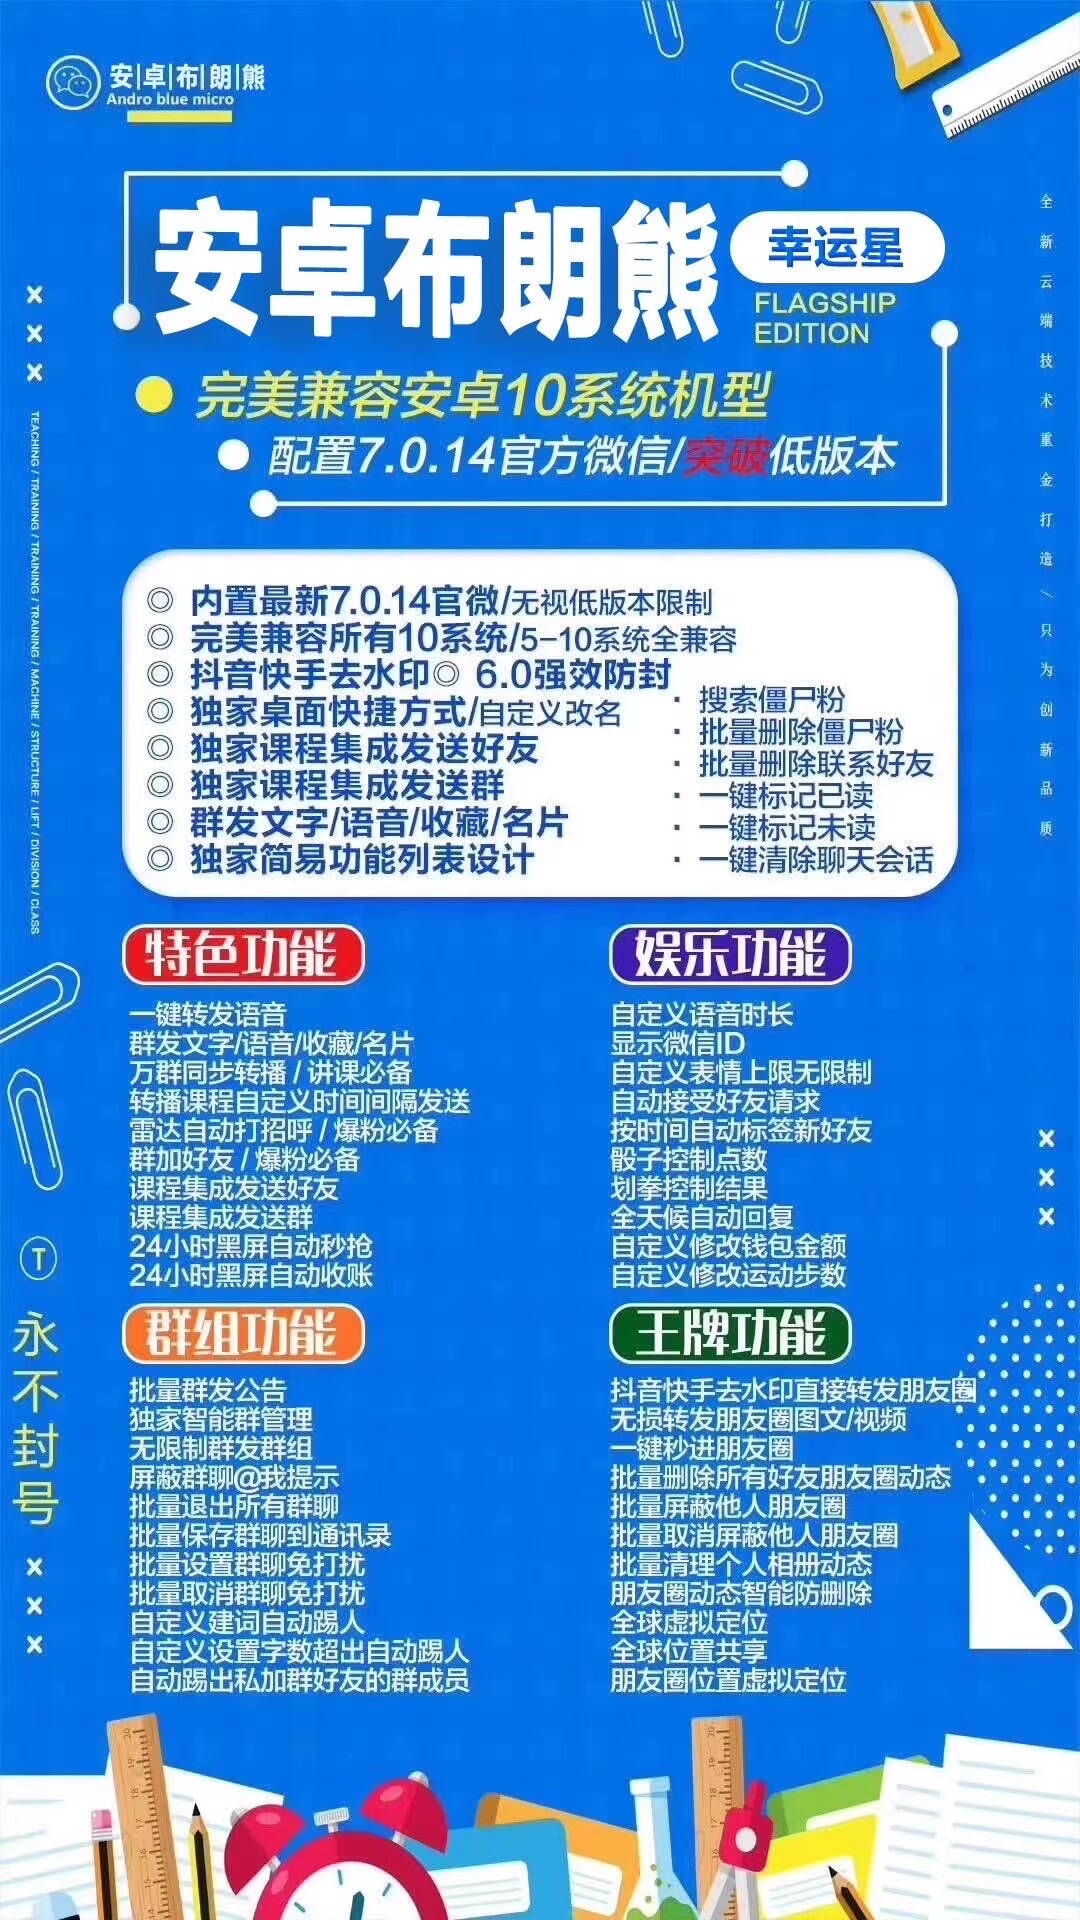 安卓布朗熊
Andro blue micro
安卓布朗熊
幸运星
FLAGSHIP
EDITION
完美兼容安卓10系统机型
配置7.0.14官方微信/突破低版本
全新云端技术重金打造/只为创新品质
TEACHING / TRAINING / TRAINING / TRAINING / MACHINE / STRUCTURE / LIFT / DIVISION / CLASS
◎ 内置最新7.0.14官微/无视低版本限制
◎ 完美兼容所有10系统/5-10系统全兼容
◎ 抖音快手去水印◎ 6.0强效防封
◎ 独家桌面快捷方式/自定义改名
◎ 独家课程集成发送好友
◎ 独家课程集成发送群
◎ 群发文字/语音/收藏/名片
◎ 独家简易功能列表设计
· 搜索僵尸粉
· 批量删除僵尸粉
· 批量删除联系好友
· 一键标记已读
· 一键标记未读
· 一键清除聊天会话
特色功能
一键转发语音
群发文字/语音/收藏/名片
万群同步转播 / 讲课必备
转播课程自定义时间间隔发送
雷达自动打招呼 / 爆粉必备
群加好友 / 爆粉必备
课程集成发送好友
课程集成发送群
24小时黑屏自动秒抢
24小时黑屏自动收账
娱乐功能
自定义语音时长
显示微信ID
自定义表情上限无限制
自动接受好友请求
按时间自动标签新好友
骰子控制点数
划拳控制结果
全天候自动回复
自定义修改钱包金额
自定义修改运动步数
T
永不封号
群组功能
批量群发公告
独家智能群管理
无限制群发群组
屏蔽群聊@我提示
批量退出所有群聊
批量保存群聊到通讯录
批量设置群聊免打扰
批量取消群聊免打扰
自定义建词自动踢人
自定义设置字数超出自动踢人
自动踢出私加群好友的群成员
王牌功能
抖音快手去水印直接转发朋友圈
无损转发朋友圈图文/视频
一键秒进朋友圈
批量删除所有好友朋友圈动态
批量屏蔽他人朋友圈
批量取消屏蔽他人朋友圈
批量清理个人相册动态
朋友圈动态智能防删除
全球虚拟定位
全球位置共享
朋友圈位置虚拟定位